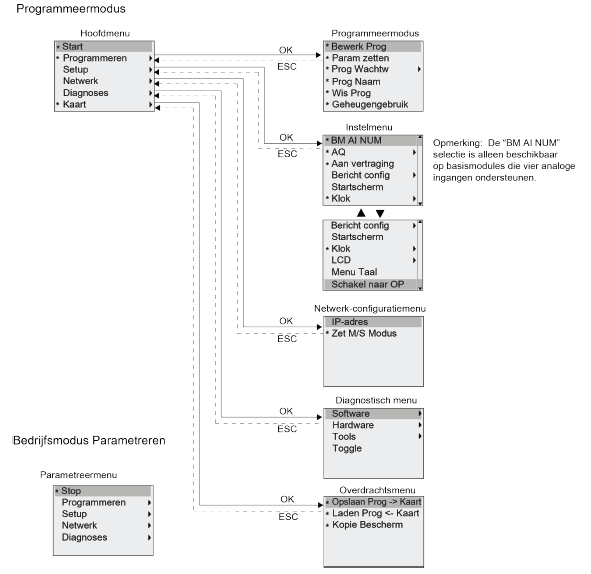 Programmeermodus
Hoofdmenu
* Start
* Programmeren
Setup
Netwerk
Diagnoses
* Kaart
OK
ESC
Programmeermodus
* Bewerk Prog
* Param zetten
* Prog Wachtw
* Prog Naam
* Wis Prog
* Geheugengebruik
OK
ESC
Instelmenu
* BM AI NUM
* AQ
* Aan vertraging
Bericht config
Startscherm
* Klok
Opmerking: De "BM AI NUM"
selectie is alleen beschikbaar
op basismodules die vier analoge
ingangen ondersteunen.
Bericht config
Startscherm
* Klok
LCD
Menu Taal
Schakel naar OP
Netwerk-configuratiemenu
OK
ESC
IP-adres
* Zet M/S Modus
Diagnostisch menu
OK
ESC
Software
Hardware
Tools
Toggle
Bedrijfsmodus Parametreren
Parametreermenu
* Stop
Programmeren
Setup
Netwerk
Diagnoses
Overdrachtsmenu
OK
ESC
* Opslaan Prog -> Kaart
* Laden Prog <- Kaart
* Kopie Bescherm